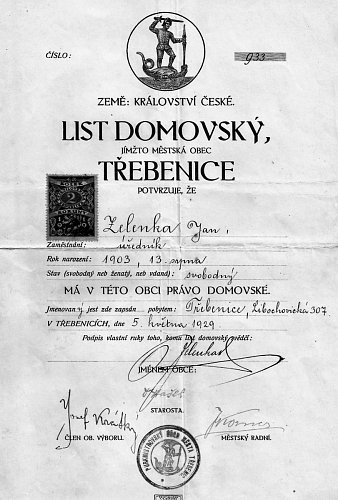 ČÍSLO: 933
ZEMĚ: KRÁLOVSTVÍ ČESKÉ.
LIST DOMOVSKÝ,
JÍMŽTO MĚSTSKÁ OBEC
TŘEBENICE
POTVRZUJE, ŽE
Zelenka Jan,
Zaměstnání: úředník
Rok narození: 1903, 13. srpna
Stav (svobodný neb ženatý, neb vdaná): svobodný
MÁ V TÉTO OBCI PRÁVO DOMOVSKÉ.
Jmenovaný jest zde zapsán pobytem: Třebenice, Libochovická 307
V TŘEBENICÍCH, dne 5. května 1929
Podpis vlastní ruky toho, komu list domovský svědčí:
JMÉNEM OBCE:
STAROSTA.
Josef
ČLEN OB. VÝBORU.
MĚSTSKÝ RADNÍ.